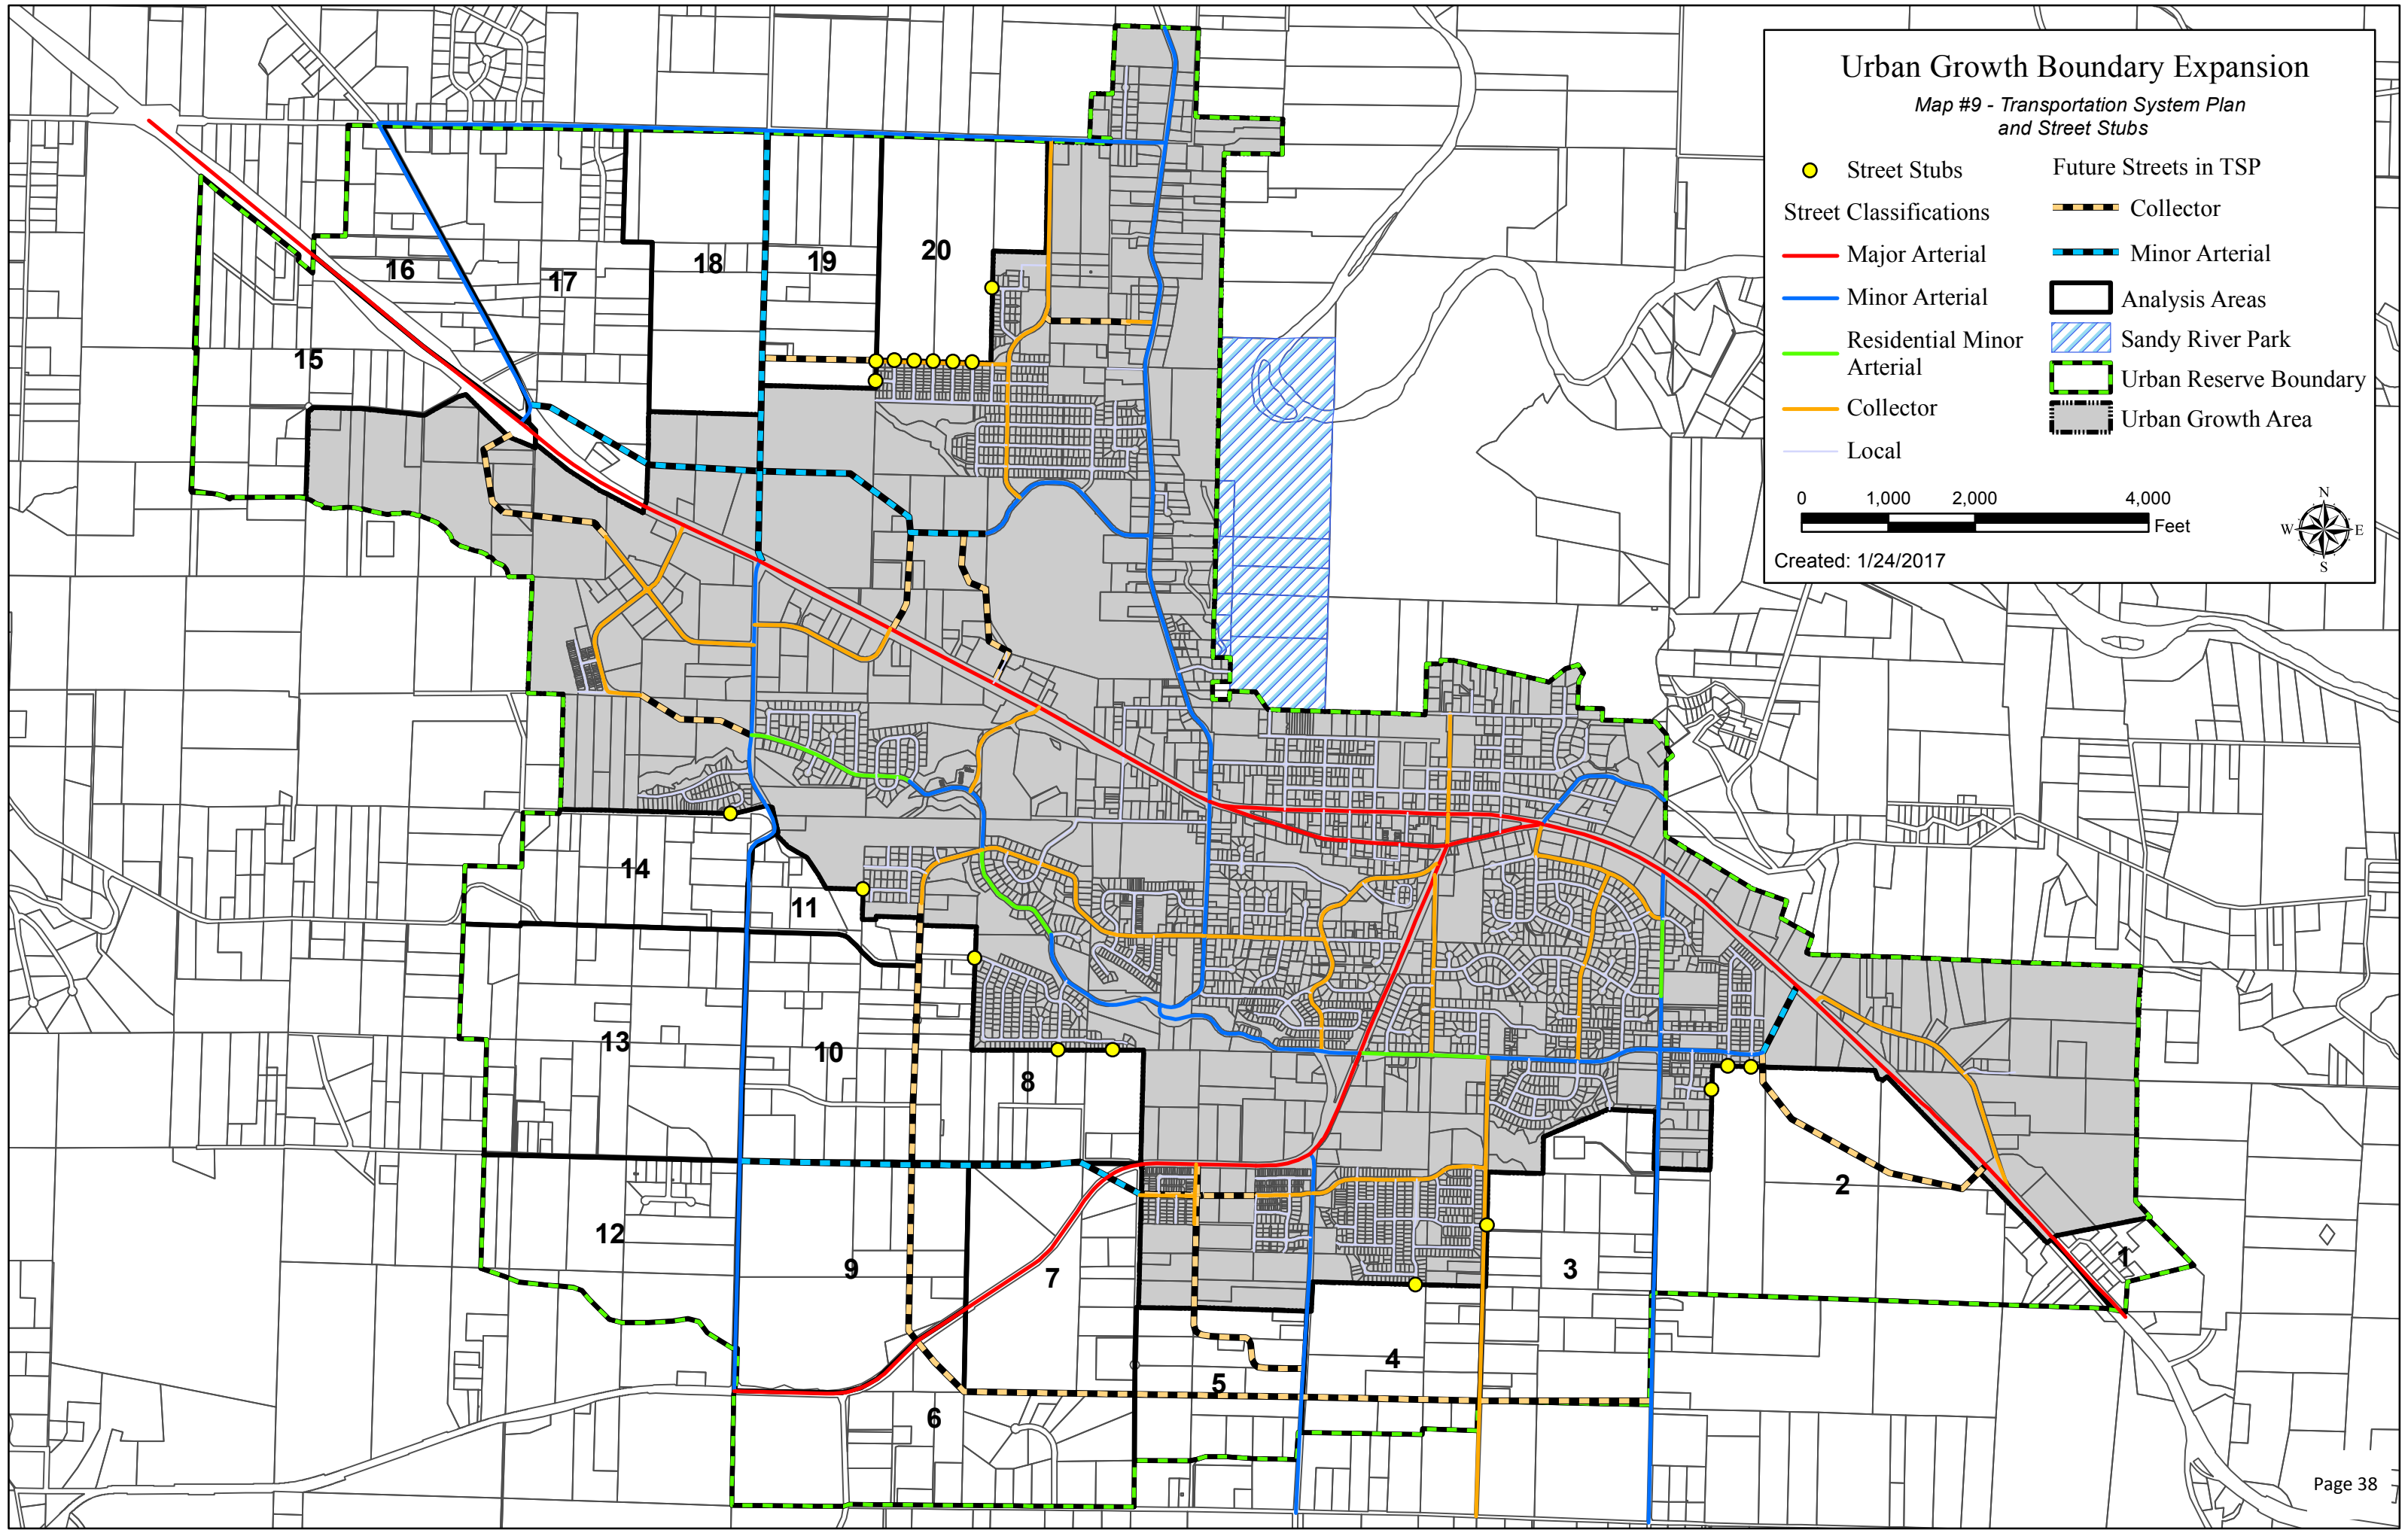 Urban Growth Boundary Expansion
Map #9 - Transportation System Plan
and Street Stubs
Street Stubs
Street Classifications
Major Arterial
Minor Arterial
Residential Minor
Arterial
Collector
Local
Future Streets in TSP
Collector
Minor Arterial
Analysis Areas
Sandy River Park
Urban Reserve Boundary
Urban Growth Area
0 1,000 2,000 4,000
Feet
N
W E
S
Created: 1/24/2017
20
19
18
16
17
15
14
11
13
10
8
2
12
9
7
3
1
4
5
6
Page 38